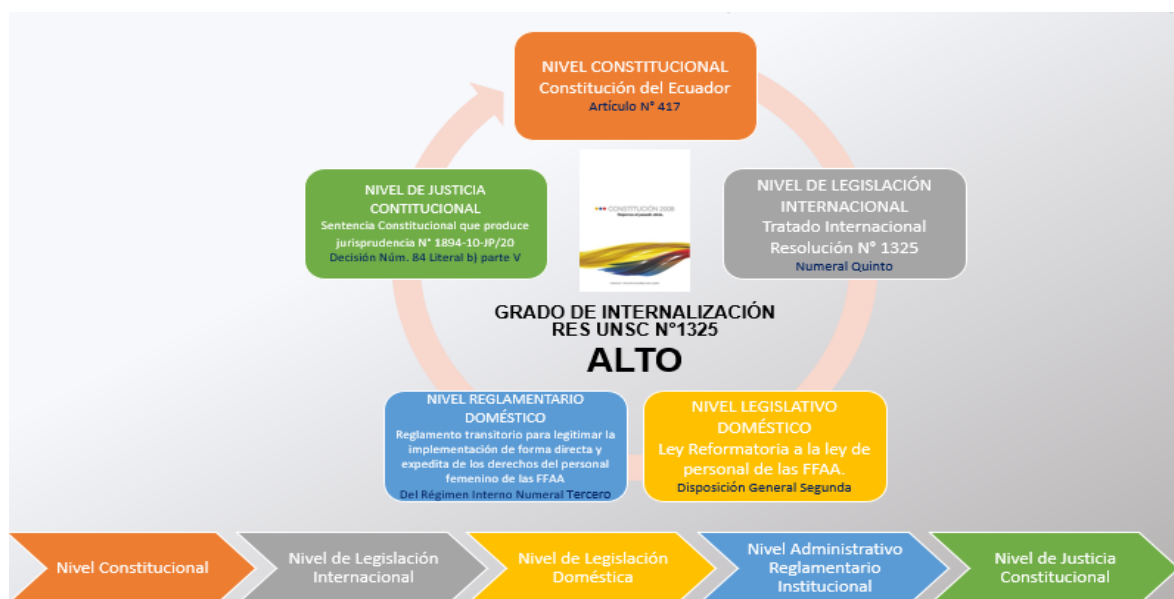 NIVEL CONSTITUCIONAL
Constitución del Ecuador
Artículo N° 417
NIVEL DE JUSTICIA
CONTITUCIONAL
Sentencia Constitucional que produce
jurisprudencia N° 1894-10-JP/20
Decisión Núm. 84 Literal b) parte V
CONSTITUCIÓN 2008
NIVEL DE LEGISLACIÓN
INTERNACIONAL
Tratado Internacional
Resolución N° 1325
Numeral Quinto
GRADO DE INTERNALIZACIÓN
RES UNSC N°1325
ALTO
NIVEL REGLAMENTARIO
DOMÉSTICO
Reglamento transitorio para legitimar la
implementación de forma directa y
expedita de los derechos del personal
femenino de las FFAA
Del Régimen Interno Numeral Tercero
NIVEL LEGISLATIVO
DOMÉSTICO
Ley Reformatoria a la ley de
personal de las FFAA.
Disposición General Segunda
Nivel Constitucional
Nivel de Legislación
Internacional
Nivel de Legislación
Doméstica
Nivel Administrativo
Reglamentario
Institucional
Nivel de Justicia
Constitucional